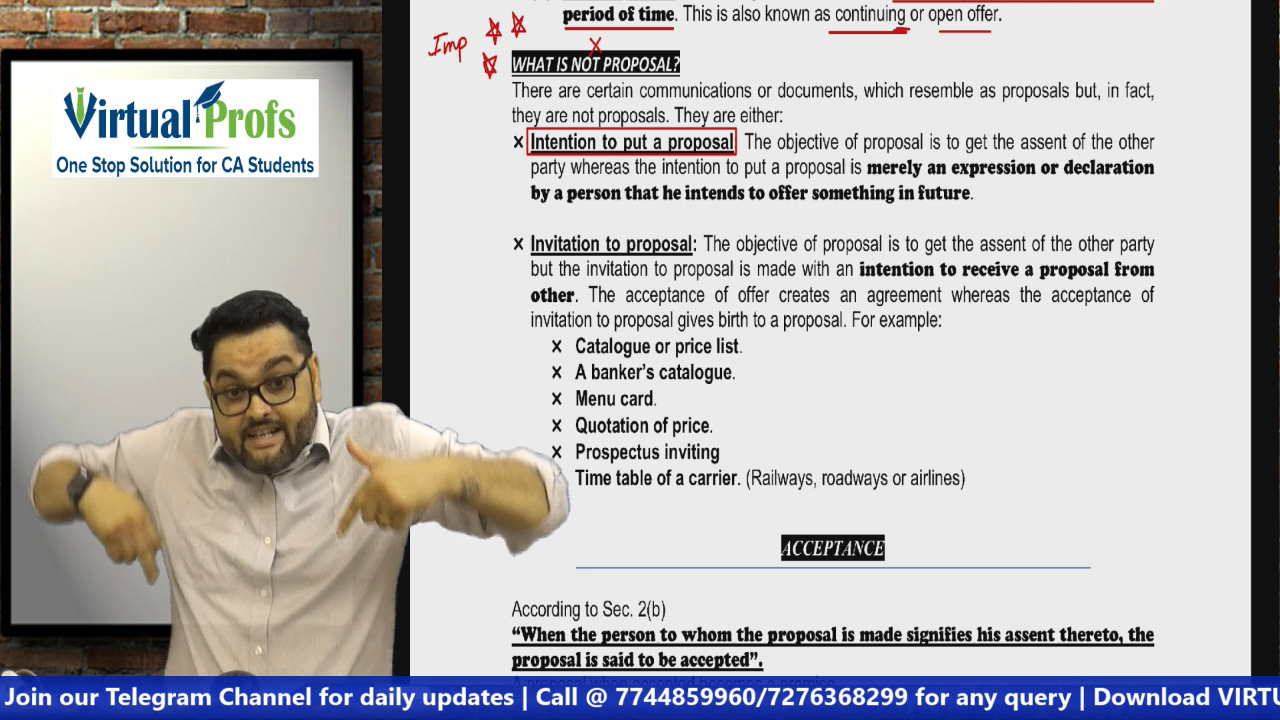 period of time. This is also known as continuing or open offer.
Imp
WHAT IS NOT PROPOSAL?
Virtual Profs
One Stop Solution for CA Students
There are certain communications or documents, which resemble as proposals but, in fact,
they are not proposals. They are either:
× Intention to put a proposal The objective of proposal is to get the assent of the other
party whereas the intention to put a proposal is merely an expression or declaration
by a person that he intends to offer something in future.
× Invitation to proposal: The objective of proposal is to get the assent of the other party
but the invitation to proposal is made with an intention to receive a proposal from
other. The acceptance of offer creates an agreement whereas the acceptance of
invitation to proposal gives birth to a proposal. For example:
× Catalogue or price list.
× A banker's catalogue.
× Menu card.
× Quotation of price.
× Prospectus inviting
Time table of a carrier. (Railways, roadways or airlines)
ACCEPTANCE
According to Sec. 2(b)
“When the person to whom the proposal is made signifies his assent thereto, the
proposal is said to be accepted”.
A proposal when accepted becomes a promise
Join our Telegram Channel for daily updates | Call @ 7744859960/7276368299 for any query | Download VIRTU